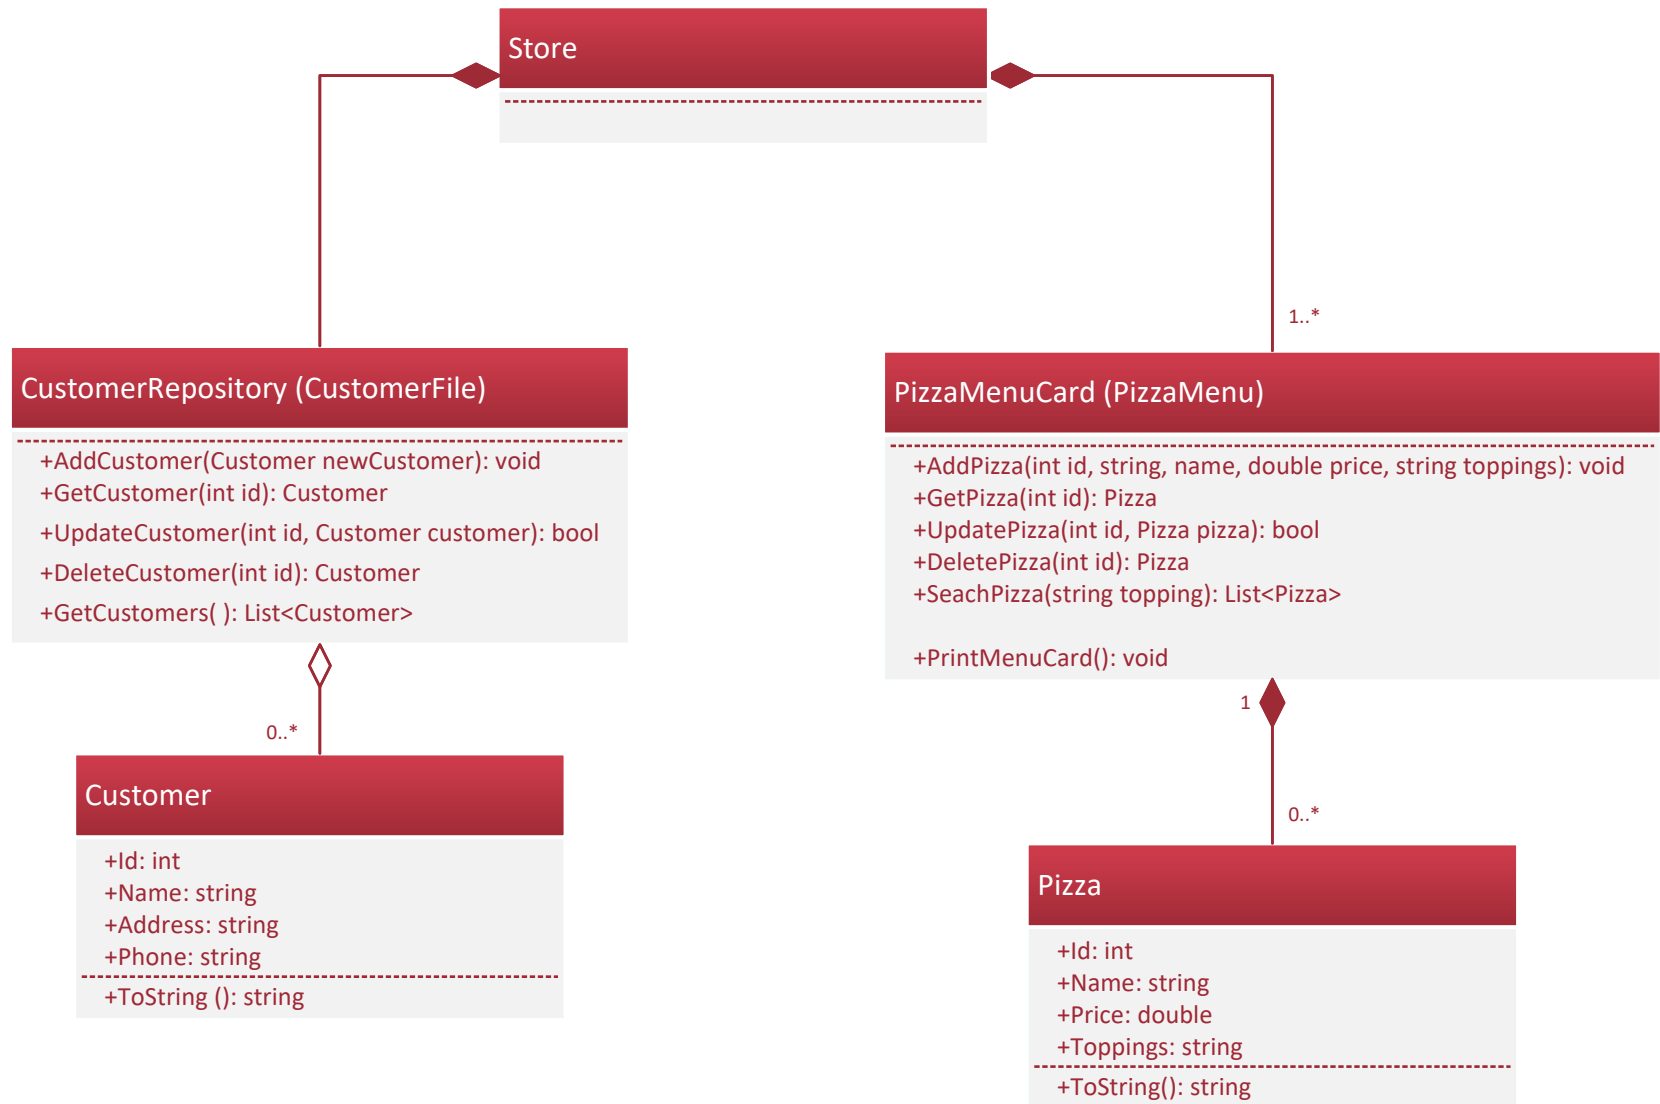 Store
1..*
CustomerRepository (CustomerFile)
+AddCustomer(Customer newCustomer): void
+GetCustomer(int id): Customer
+UpdateCustomer(int id, Customer customer): bool
+DeleteCustomer(int id): Customer
+GetCustomers( ): List<Customer>
PizzaMenuCard (PizzaMenu)
+AddPizza(int id, string, name, double price, string toppings): void
+GetPizza(int id): Pizza
+UpdatePizza(int id, Pizza pizza): bool
+DeletePizza(int id): Pizza
+SeachPizza(string topping): List<Pizza>
+PrintMenuCard(): void
0..*
1
Customer
+Id: int
+Name: string
+Address: string
+Phone: string
+ToString (): string
0..*
Pizza
+Id: int
+Name: string
+Price: double
+Toppings: string
+ToString(): string